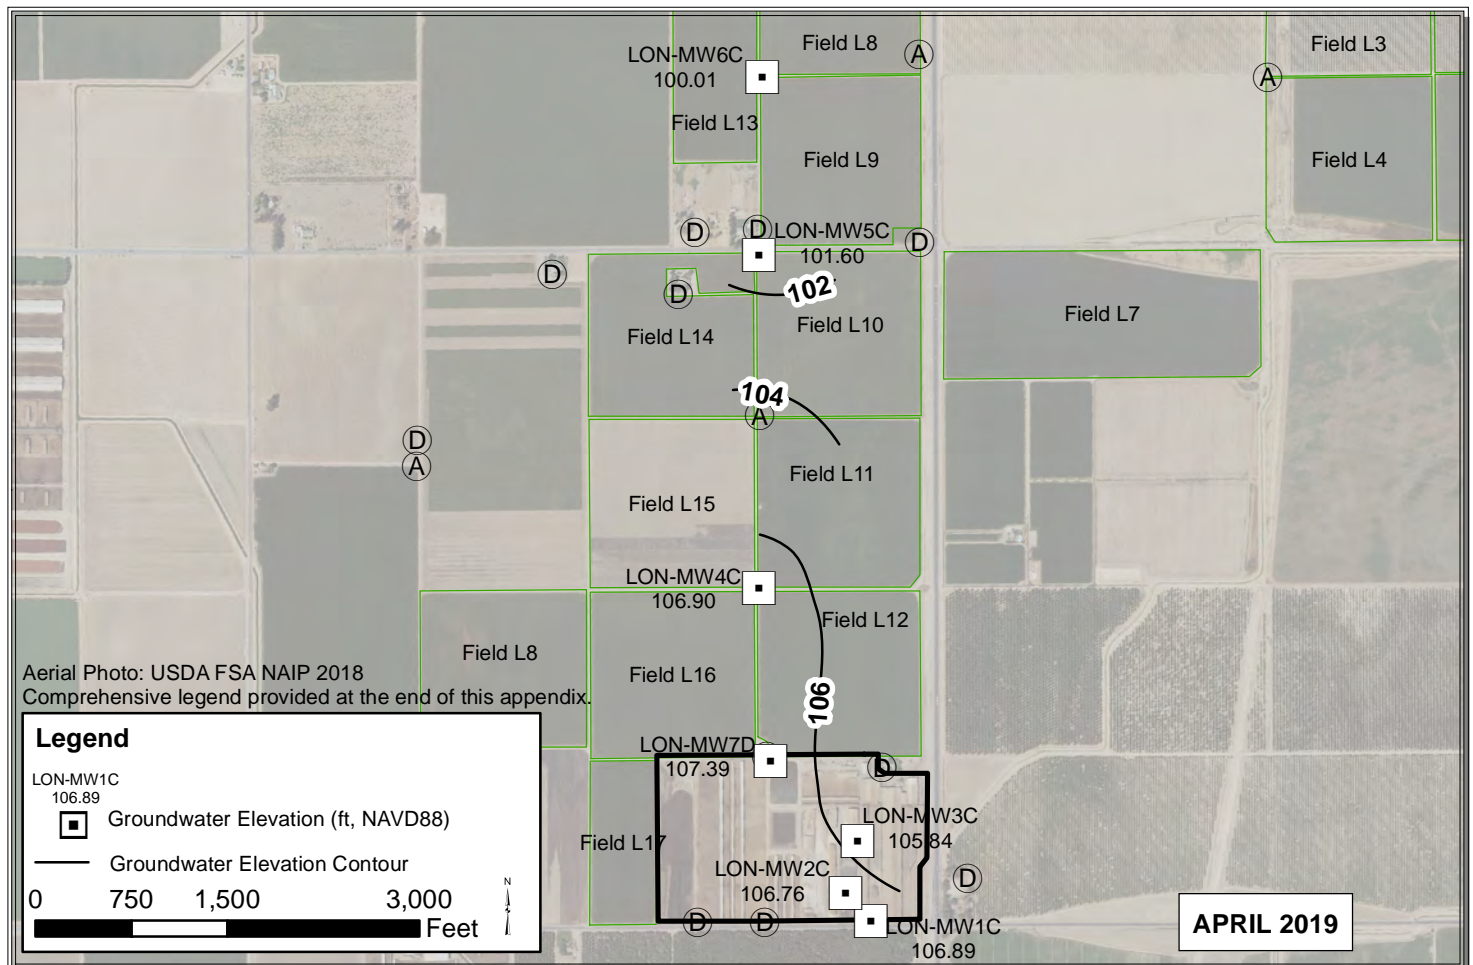 Field L8
Field L3
LON-MW6C
100.01
A
A
Field L13
Field L9
Field L4
D
D
LON-MW5C
101.60
D
D
D
102
Field L7
Field L14
Field L10
104
A
D
A
Field L11
Field L15
LON-MW4C
106.90
Field L12
Field L8
Field L16
106
Aerial Photo: USDA FSA NAIP 2018
Comprehensive legend provided at the end of this appendix.
LON-MW7D
107.39
D
LON-MW3C
105.84
Field L17
LON-MW2C
106.76
D
D
D
LON-MW1C
106.89
Legend
LON-MW1C
106.89
Groundwater Elevation (ft, NAVD88)
Groundwater Elevation Contour
0 750 1,500 3,000
Feet
N
APRIL 2019